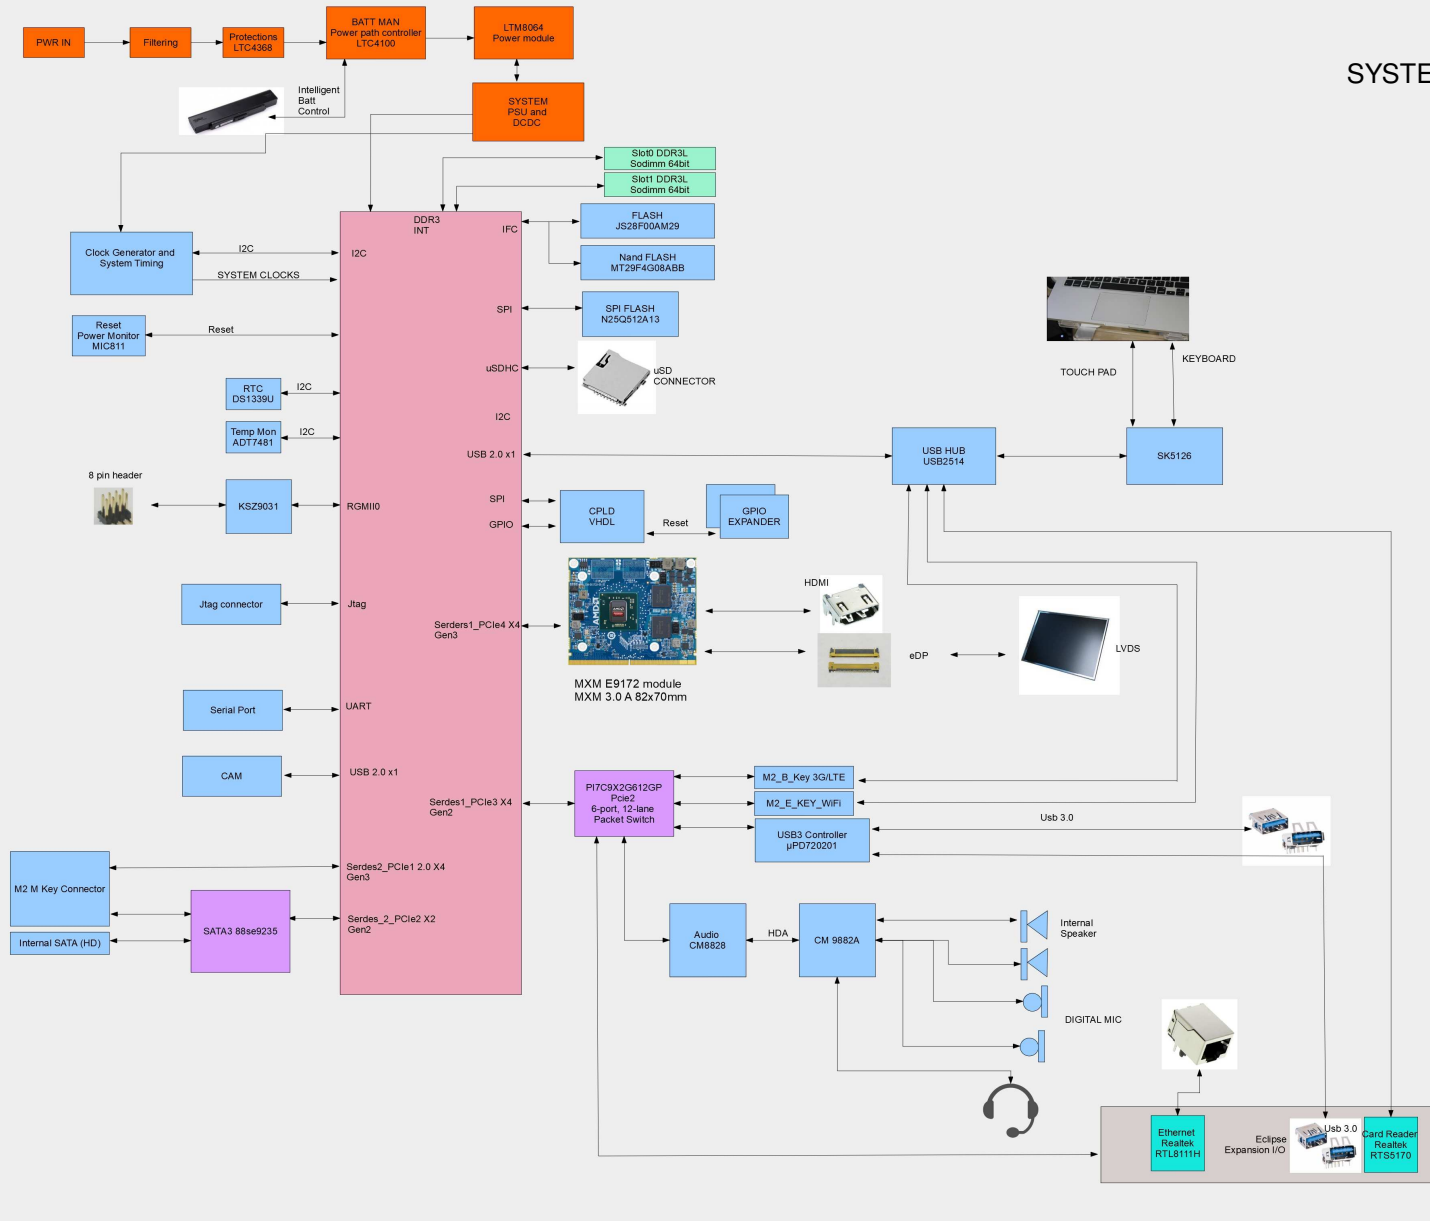 SYSTE
PWR IN
Filtering
Protections
LTC4368
BATT MAN
Power path controller
LTC4100
LTM8064
Power module
Intelligent
Batt
Control
SYSTEM
PSU and
DCDC
Slot0 DDR3L
Sodimm 64bit
Slot1 DDR3L
Sodimm 64bit
DDR3
INT
IFC
FLASH
JS28F00AM29
Nand FLASH
MT29F4G08ABB
Clock Generator and
System Timing
I2C
I2C
SYSTEM CLOCKS
SPI
SPI FLASH
N25Q512A13
Reset
Power Monitor
MIC811
Reset
uSDHC
uSD
CONNECTOR
KEYBOARD
TOUCH PAD
RTC
DS1339U
I2C
I2C
Temp Mon
ADT7481
I2C
USB 2.0 x1
USB HUB
USB2514
SK5126
8 pin header
KSZ9031
RGMII0
SPI
GPIO
CPLD
VHDL
Reset
GPIO
EXPANDER
AMD
HDMI
Jtag connector
Jtag
Serders1_PCIe4 X4
Gen3
eDP
LVDS
MXM E9172 module
MXM 3.0 A 82x70mm
Serial Port
UART
CAM
USB 2.0 x1
Serdes1_PCIe3 X4
Gen2
PI7C9X2G612GP
Pcie2
6-port, 12-lane
Packet Switch
M2_B_Key 3G/LTE
M2_E_KEY_WiFi
USB3 Controller
µPD720201
Usb 3.0
M2 M Key Connector
Serdes2_PCIe1 2.0 X4
Gen3
SATA3 88se9235
Serdes_2_PCIe2 X2
Gen2
Internal SATA (HD)
Audio
CM8828
HDA
CM 9882A
Internal
Speaker
DIGITAL MIC
Ethernet
Realtek
RTL8111H
Eclipse
Expansion I/O
Usb 3.0
Card Reader
Realtek
RTS5170